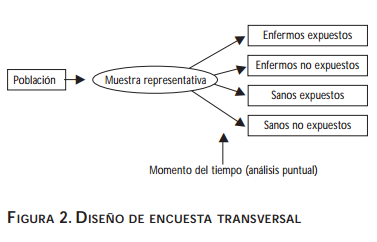 Enfermos expuestos
Enfermos no expuestos
Población
Muestra representativa
Sanos expuestos
Sanos no expuestos
Momento del tiempo (análisis puntual)
FIGURA 2. DISEÑO DE ENCUESTA TRANSVERSAL